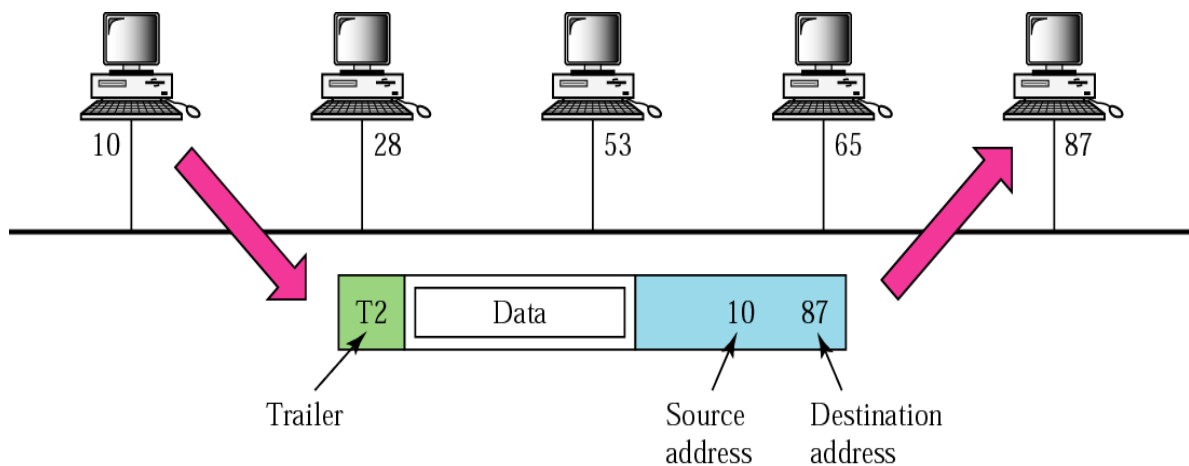 10
28
53
65
87
T2
Data
10
87
Trailer
Source
address
Destination
address